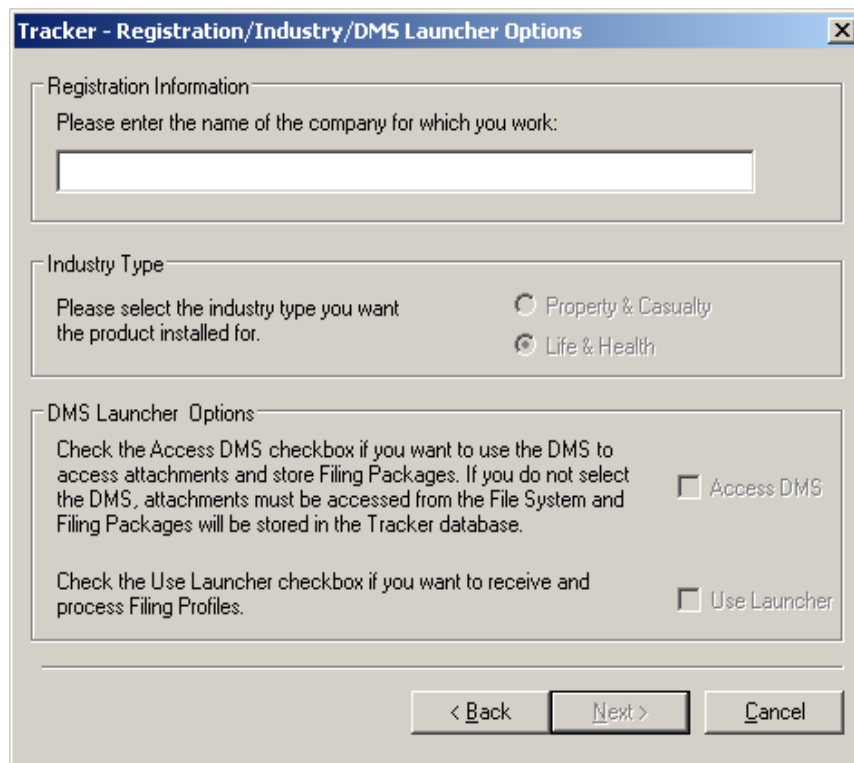 Tracker - Registration/Industry/DMS Launcher Options
Registration Information
Please enter the name of the company for which you work:
Industry Type
Please select the industry type you want
the product installed for.
Property & Casualty
Life & Health
DMS Launcher Options
Check the Access DMS checkbox if you want to use the DMS to
access attachments and store Filing Packages. If you do not select
the DMS, attachments must be accessed from the File System and
Filing Packages will be stored in the Tracker database.
Access DMS
Check the Use Launcher checkbox if you want to receive and
process Filing Profiles.
Use Launcher
< Back
Next >
Cancel